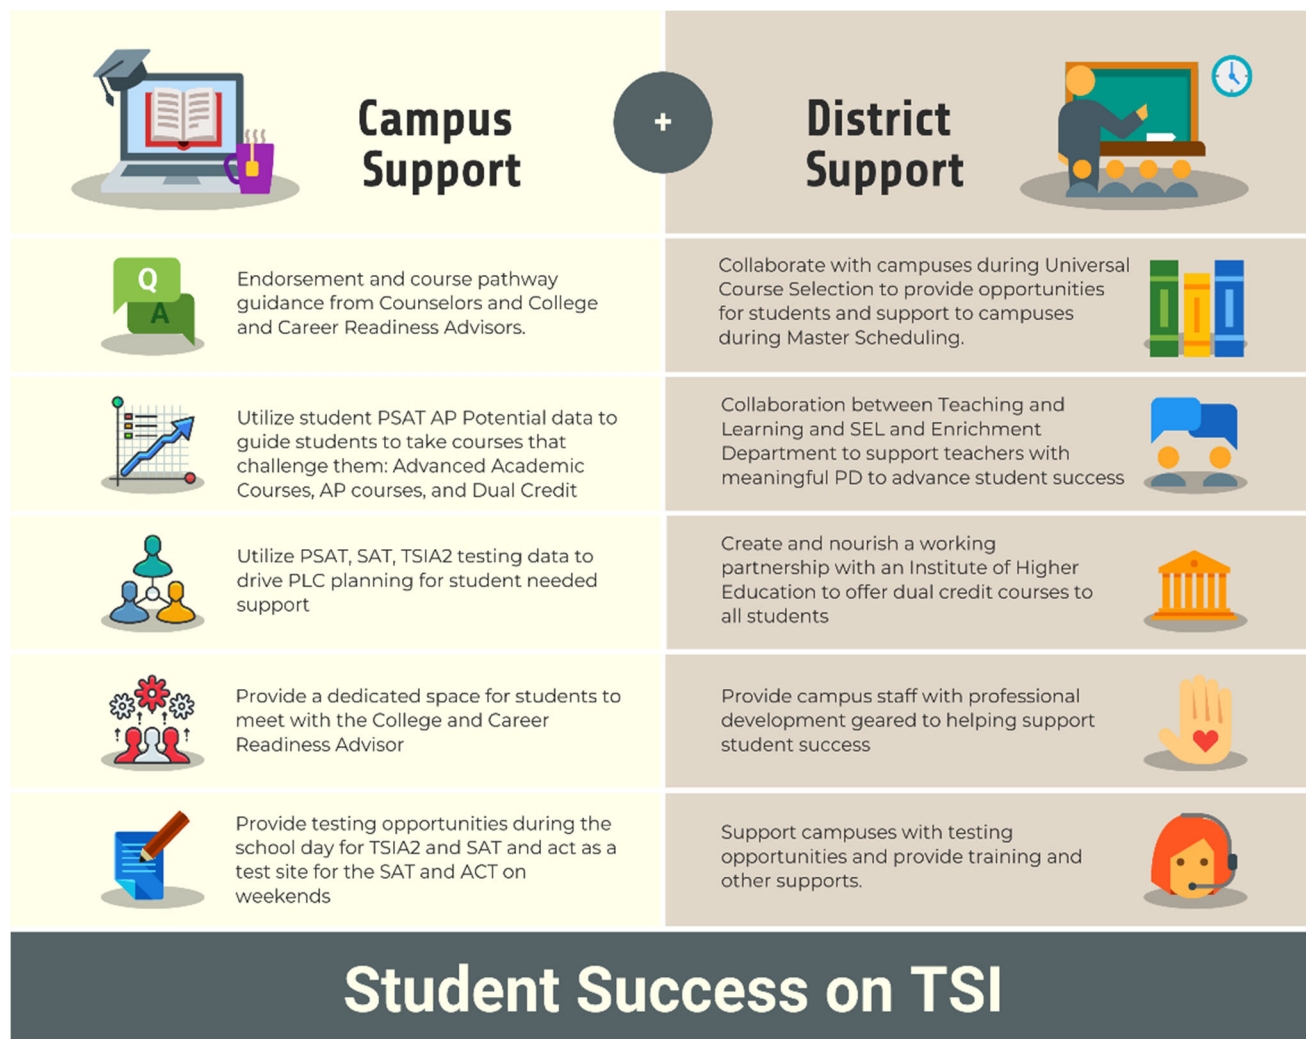 Campus
Support
+
District
Support
Q
A
Endorsement and course pathway
guidance from Counselors and College
and Career Readiness Advisors.
Collaborate with campuses during Universal
Course Selection to provide opportunities
for students and support to campuses
during Master Scheduling.
Utilize student PSAT AP Potential data to
guide students to take courses that
challenge them: Advanced Academic
Courses, AP courses, and Dual Credit
Collaboration between Teaching and
Learning and SEL and Enrichment
Department to support teachers with
meaningful PD to advance student success
Utilize PSAT, SAT, TSIA2 testing data to
drive PLC planning for student needed
support
Create and nourish a working
partnership with an Institute of Higher
Education to offer dual credit courses to
all students
Provide a dedicated space for students to
meet with the College and Career
Readiness Advisor
Provide campus staff with professional
development geared to helping support
student success
Provide testing opportunities during the
school day for TSIA2 and SAT and act as a
test site for the SAT and ACT on
weekends
Support campuses with testing
opportunities and provide training and
other supports.
Student Success on TSI